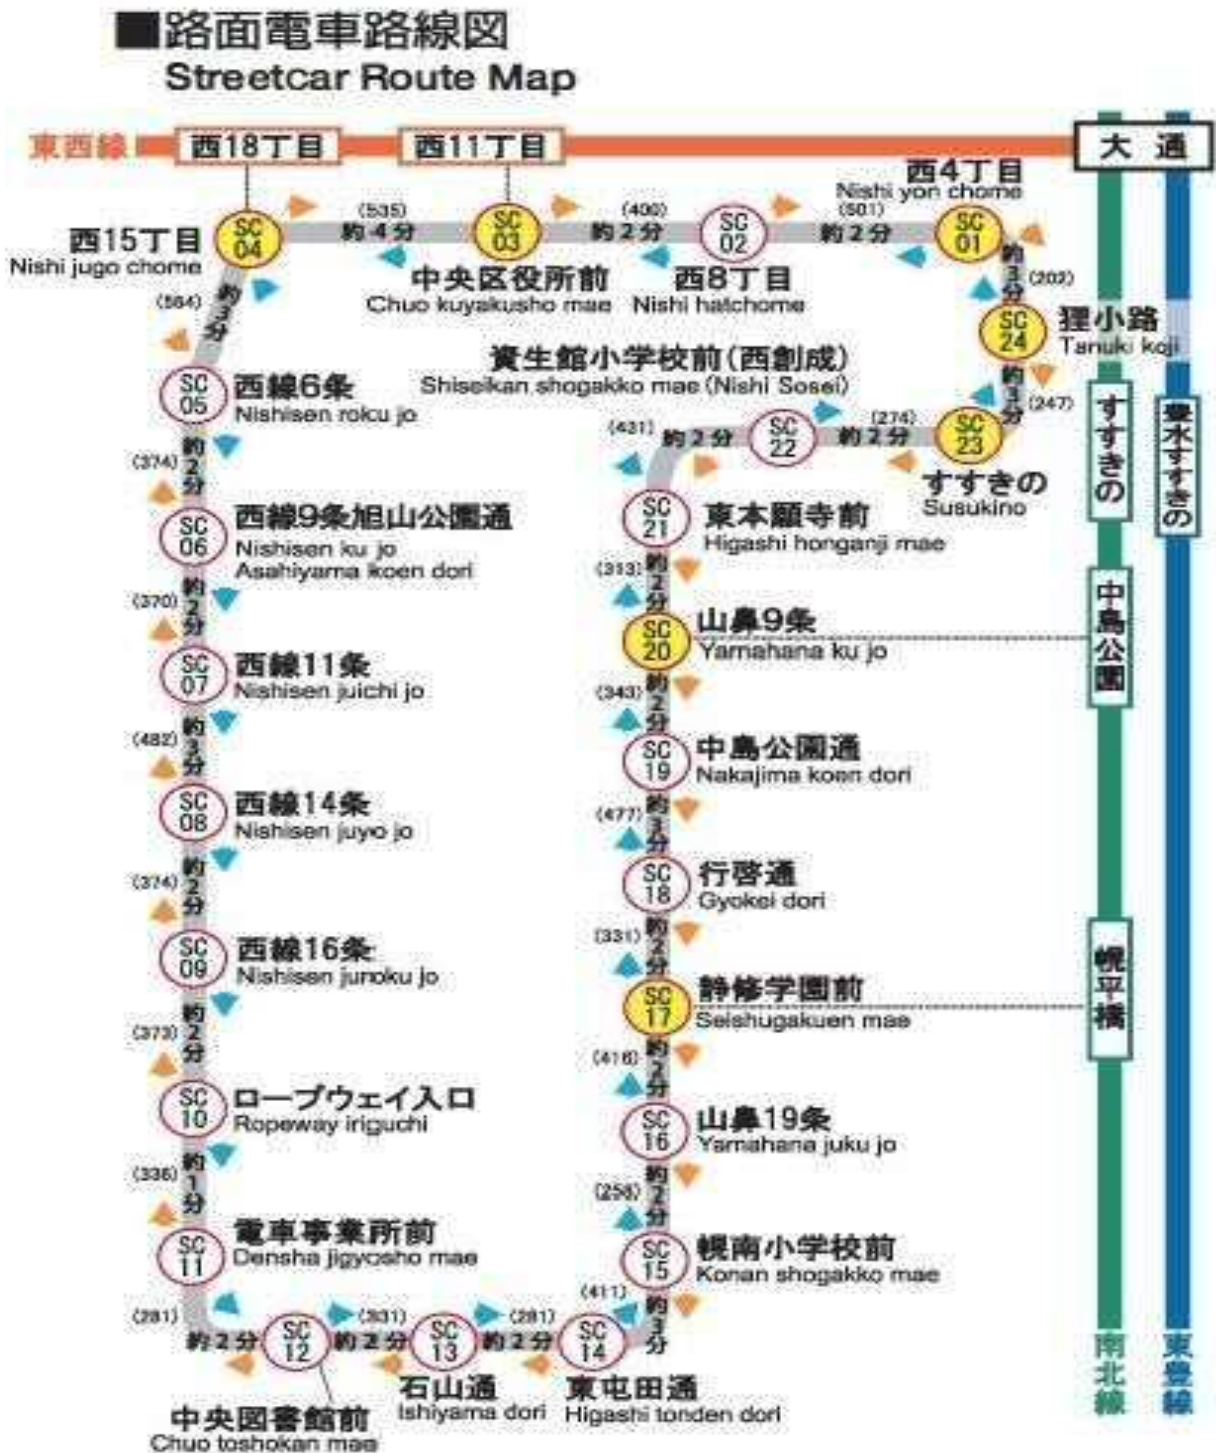 ■路面電車路線図
Streetcar Route Map
東西線
西18丁目
西11丁目
大通
西4丁目
Nishi yon chome
SC
04
(535)
約4分
SC
03
(400)
約2分
SC
02
(501)
約2分
SC
01
西15丁目
Nishi jugo chome
中央区役所前
Chuo kuyakusho mae
西8丁目
Nishi hatchome
約3分
(202)
SC
24
狸小路
Tanuki koji
約3分
(247)
資生館小学校前(西創成)
Shiseikan shogakko mae (Nishi Sosei)
(431)
約2分
SC
22
(274)
約2分
SC
23
すすきの
Susukino
すすきの
豊水すすきの
約3分
SC
05
西線6条
Nishisen roku jo
(374)
約2分
SC
06
西線9条旭山公園通
Nishisen ku jo
Asahiyama koen dori
(370)
約2分
SC
07
西線11条
Nishisen juichi jo
(482)
約3分
SC
08
西線14条
Nishisen juyo jo
(374)
約2分
SC
09
西線16条
Nishisen juroku jo
(373)
約2分
SC
10
ロープウェイ入口
Ropeway iriguchi
(336)
約1分
SC
11
電車事業所前
Densha jigyosho mae
(281)
約2分
SC
12
中央図書館前
Chuo toshokan mae
(331)
約2分
SC
13
石山通
Ishiyama dori
(281)
約2分
SC
14
東屯田通
Higashi tonden dori
(411)
約3分
SC
21
東本願寺前
Higashi honganji mae
(313)
約2分
SC
20
山鼻9条
Yamahana ku jo
中島公園
(343)
約2分
SC
19
中島公園通
Nakajima koen dori
(477)
約3分
SC
18
行啓通
Gyokei dori
(331)
約2分
SC
17
静修学園前
Seishugakuen mae
幌平橋
(416)
約2分
SC
16
山鼻19条
Yamahana juku jo
約2分
SC
15
幌南小学校前
Konan shogakko mae
南北線
東豊線